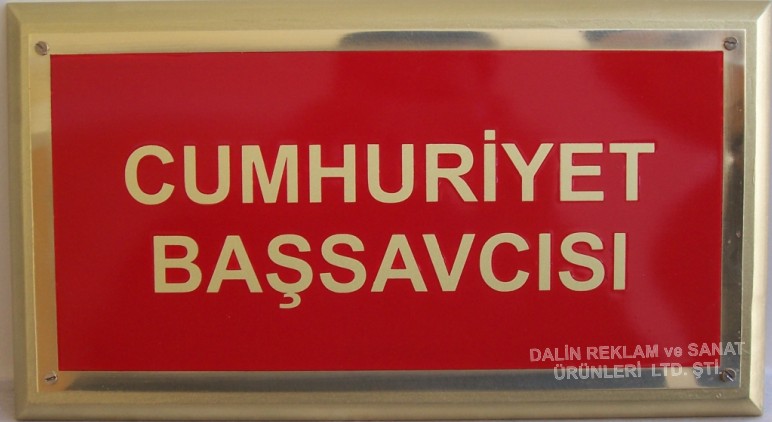 CUMHURİYET
BAŞSAVCISI
DALİN REKLAM ve SANAT
ÜRÜNLERİ LTD. ŞTİ.